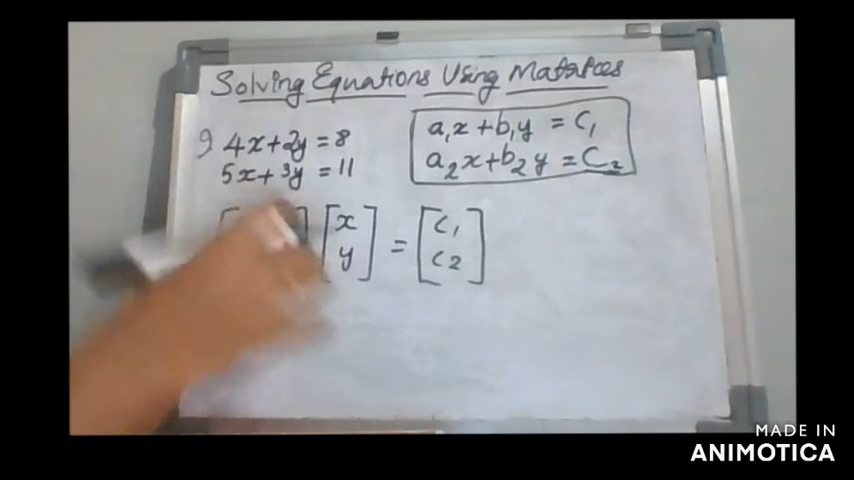 Solving Equations Using Matrices
9 4x+2y = 8
5x+3y = 11
a₁x+b₁y = C₁
a₂x+b₂y = C₂
[ ] [x y] = [C₁ C₂]
MADE IN
ANIMOTICA